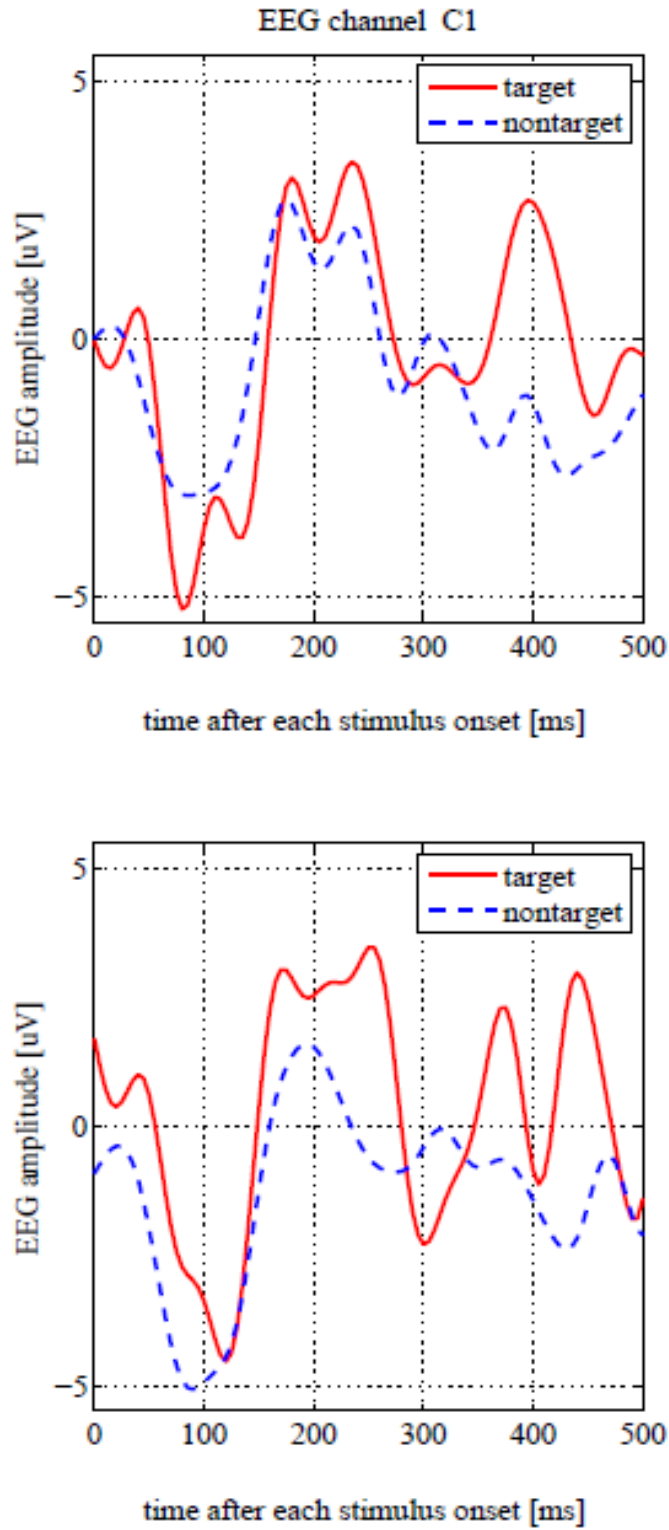 EEG channel C1
5
target
nontarget
0
−5
EEG amplitude [uV]
0 100 200 300 400 500
time after each stimulus onset [ms]
5
target
nontarget
0
−5
EEG amplitude [uV]
0 100 200 300 400 500
time after each stimulus onset [ms]